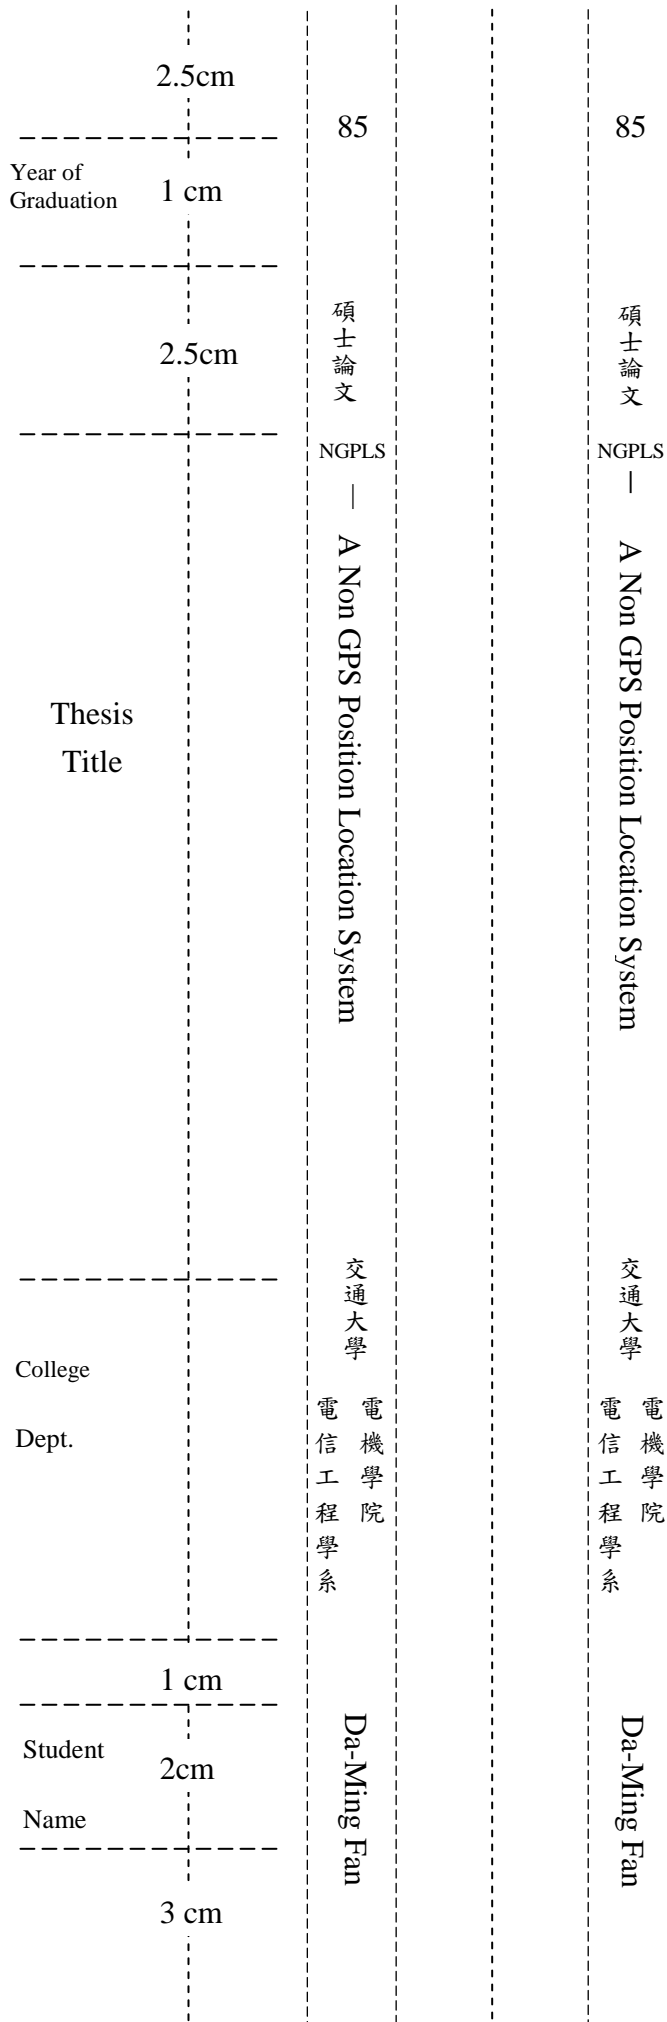 2.5cm
Year of
Graduation
1 cm
2.5cm
Thesis
Title
College
Dept.
1 cm
Student
Name
2cm
3 cm
85
碩士論文
NGPLS
— A Non GPS Position Location System
交通大學
電機學院
電信工程學系
Da-Ming Fan
85
碩士論文
NGPLS
— A Non GPS Position Location System
交通大學
電機學院
電信工程學系
Da-Ming Fan